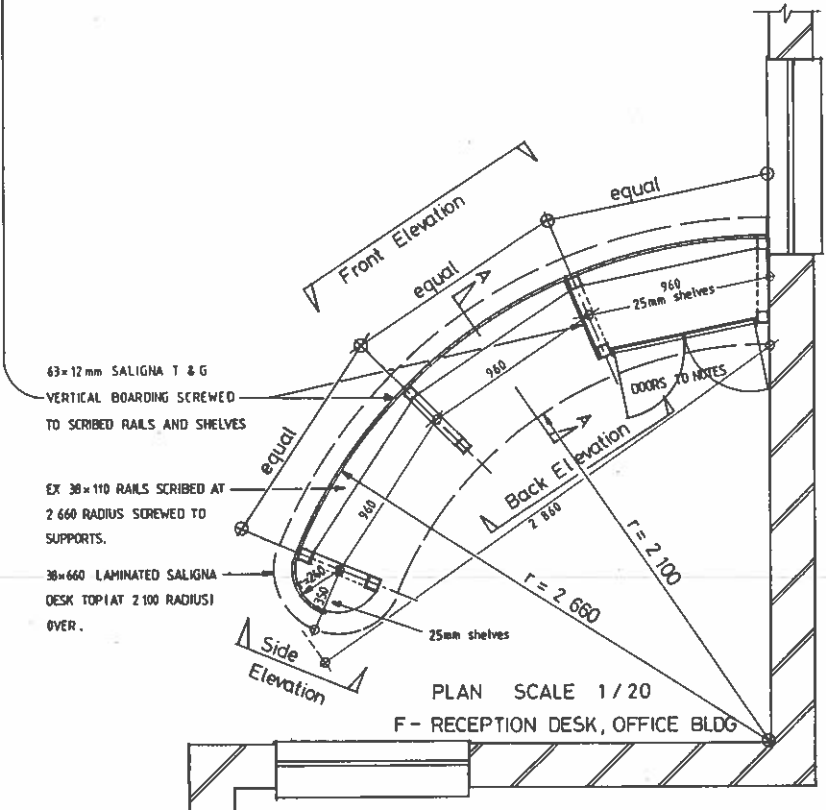 equal
Front Elevation
equal
A
960
25mm shelves
63×12 mm SALIGNA T & G
VERTICAL BOARDING SCREWED
TO SCRIBED RAILS AND SHELVES
960
DOORS TO NOTES
A
equal
Back Elevation
2 860
EX 38×110 RAILS SCRIBED AT
2 660 RADIUS SCREWED TO
SUPPORTS.
960
r = 2 100
r = 2 660
38×660 LAMINATED SALIGNA
DESK TOP(AT 2100 RADIUS)
OVER.
240
350
25mm shelves
Side
Elevation
PLAN SCALE 1/20
F- RECEPTION DESK, OFFICE BLDG